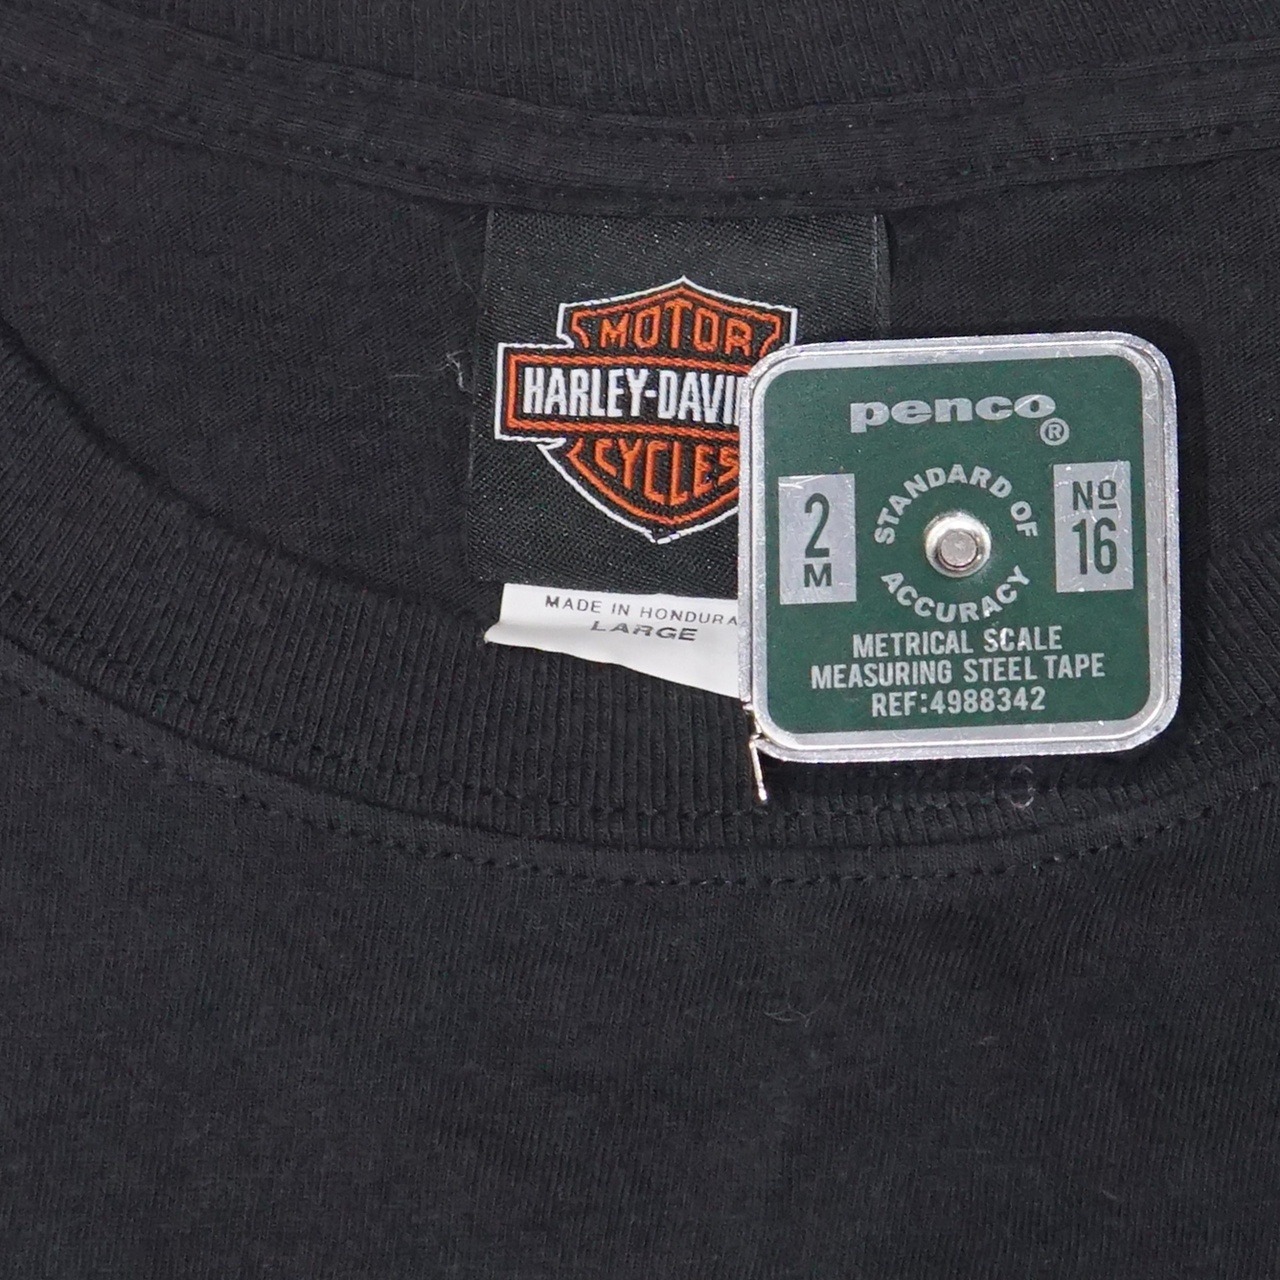 MOTOR
HARLEY-DAVI
CYCLES
MADE IN HONDURA
LARGE
penco®
2
M
STANDARD OF
ACCURACY
Nº
16
METRICAL SCALE
MEASURING STEEL TAPE
REF:4988342